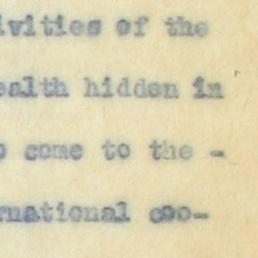 ivities of the
ealth hidden in
o come to the -
rnational coo-